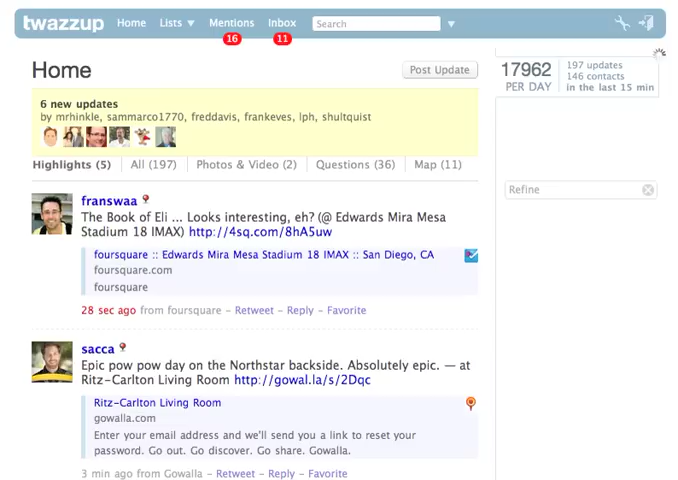 twazzup Home Lists Mentions Inbox Search
16 11
Home
Post Update
17962
PER DAY
197 updates
146 contacts
in the last 15 min
6 new updates
by mrhinkle, sammarco1770, freddavis, frankeves, lph, shultquist
Highlights (5) All (197) Photos & Video (2) Questions (36) Map (11)
Refine
franswaa
The Book of Eli ... Looks interesting, eh? (@ Edwards Mira Mesa
Stadium 18 IMAX) http://4sq.com/8hA5uw
foursquare :: Edwards Mira Mesa Stadium 18 IMAX :: San Diego, CA
foursquare.com
foursquare
28 sec ago from foursquare – Retweet – Reply – Favorite
sacca
Epic pow pow day on the Northstar backside. Absolutely epic. — at
Ritz-Carlton Living Room http://gowal.la/s/2Dqc
Ritz-Carlton Living Room
gowalla.com
Enter your email address and we'll send you a link to reset your
password. Go out. Go discover. Go share. Gowalla.
3 min ago from Gowalla – Retweet – Reply – Favorite